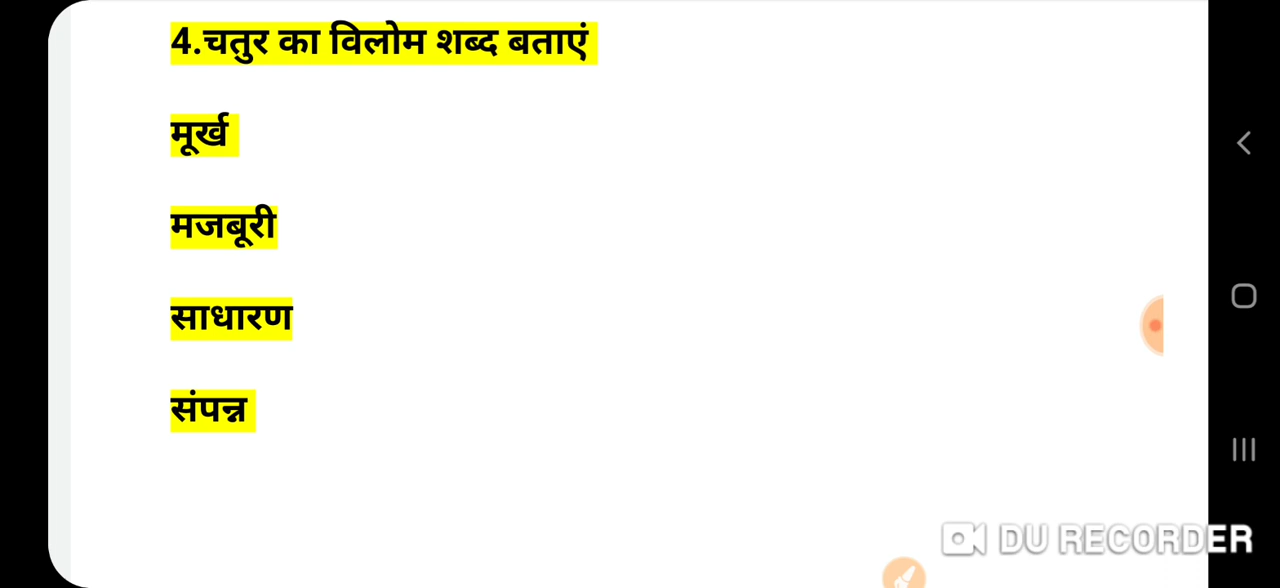 4.चतुर का विलोम शब्द बताएं
मूर्ख
मजबूरी
साधारण
संपन्न
DU RECORDER